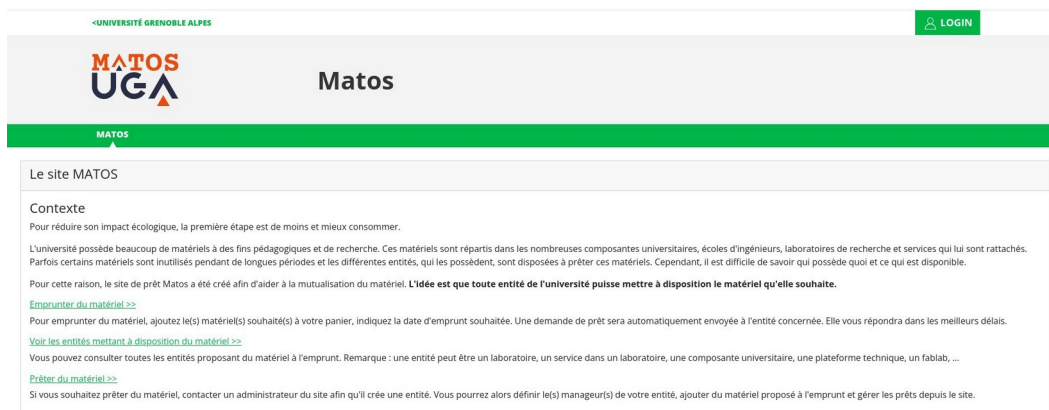 <UNIVERSITÉ GRENOBLE ALPES
LOGIN
MATOS
UGA
Matos
MATOS
Le site MATOS
Contexte
Pour réduire son impact écologique, la première étape est de moins et mieux consommer.
L'université possède beaucoup de matériels à des fins pédagogiques et de recherche. Ces matériels sont répartis dans les nombreuses composantes universitaires, écoles d'ingénieurs, laboratoires de recherche et services qui lui sont rattachés.
Parfois certains matériels sont inutilisés pendant de longues périodes et les différentes entités, qui les possèdent, sont disposées à prêter ces matériels. Cependant, il est difficile de savoir qui possède quoi et ce qui est disponible.
Pour cette raison, le site de prêt Matos a été créé afin d'aider à la mutualisation du matériel. L'idée est que toute entité de l'université puisse mettre à disposition le matériel qu'elle souhaite.
Emprunter du matériel >>
Pour emprunter du matériel, ajoutez le(s) matériel(s) souhaité(s) à votre panier, indiquez la date d'emprunt souhaitée. Une demande de prêt sera automatiquement envoyée à l'entité concernée. Elle vous répondra dans les meilleurs délais.
Voir les entités mettant à disposition du matériel >>
Vous pouvez consulter toutes les entités proposant du matériel à l'emprunt. Remarque : une entité peut être un laboratoire, un service dans un laboratoire, une composante universitaire, une plateforme technique, un fablab, ...
Prêter du matériel >>
Si vous souhaitez prêter du matériel, contacter un administrateur du site afin qu'il crée une entité. Vous pourrez alors définir le(s) manageur(s) de votre entité, ajouter du matériel proposé à l'emprunt et gérer les prêts depuis le site.